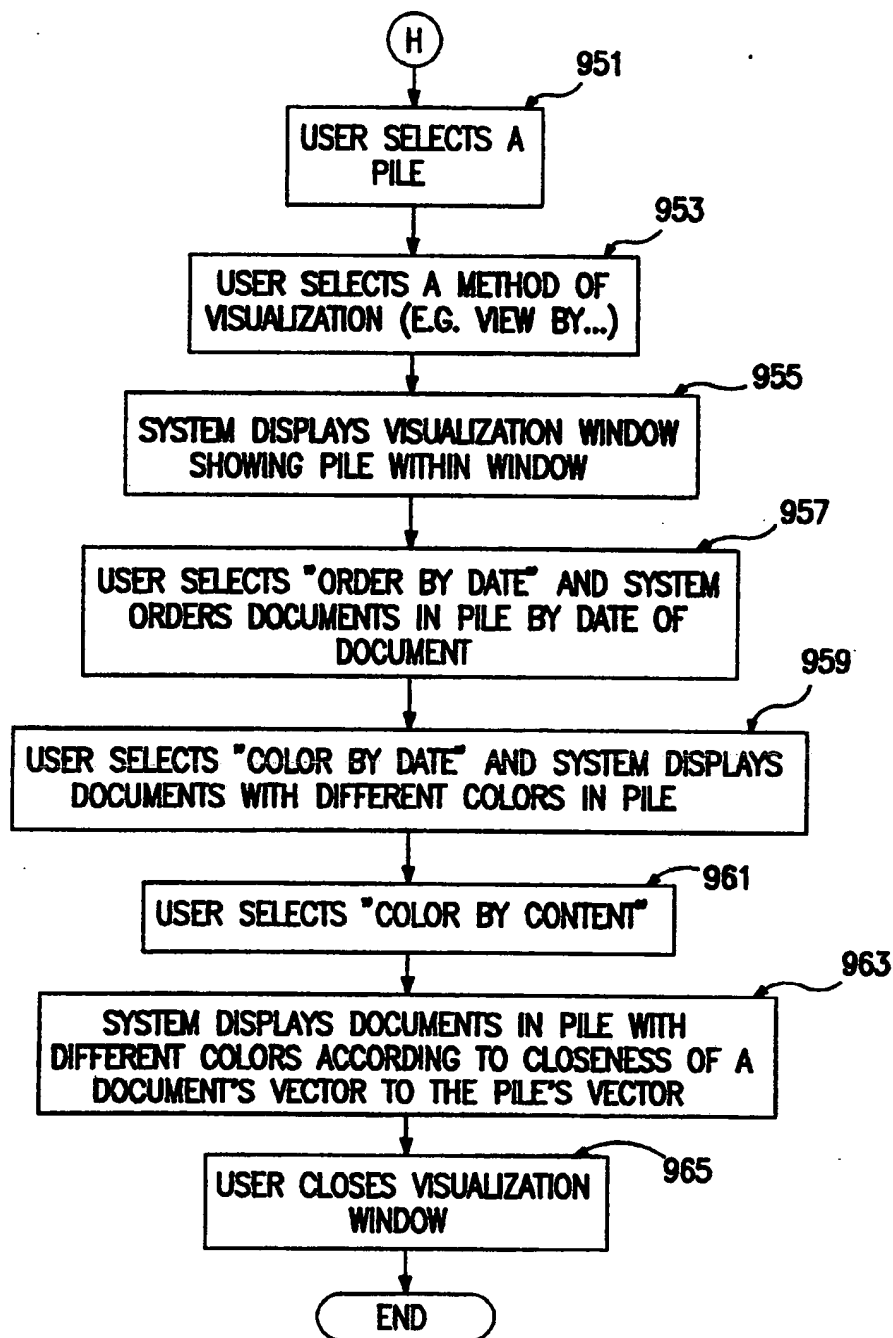 H
951
USER SELECTS A
PILE
953
USER SELECTS A METHOD OF
VISUALIZATION (E.G. VIEW BY...)
955
SYSTEM DISPLAYS VISUALIZATION WINDOW
SHOWING PILE WITHIN WINDOW
957
USER SELECTS "ORDER BY DATE" AND SYSTEM
ORDERS DOCUMENTS IN PILE BY DATE OF
DOCUMENT
959
USER SELECTS "COLOR BY DATE" AND SYSTEM DISPLAYS
DOCUMENTS WITH DIFFERENT COLORS IN PILE
961
USER SELECTS "COLOR BY CONTENT"
963
SYSTEM DISPLAYS DOCUMENTS IN PILE WITH
DIFFERENT COLORS ACCORDING TO CLOSENESS OF A
DOCUMENT'S VECTOR TO THE PILE'S VECTOR
965
USER CLOSES VISUALIZATION
WINDOW
END